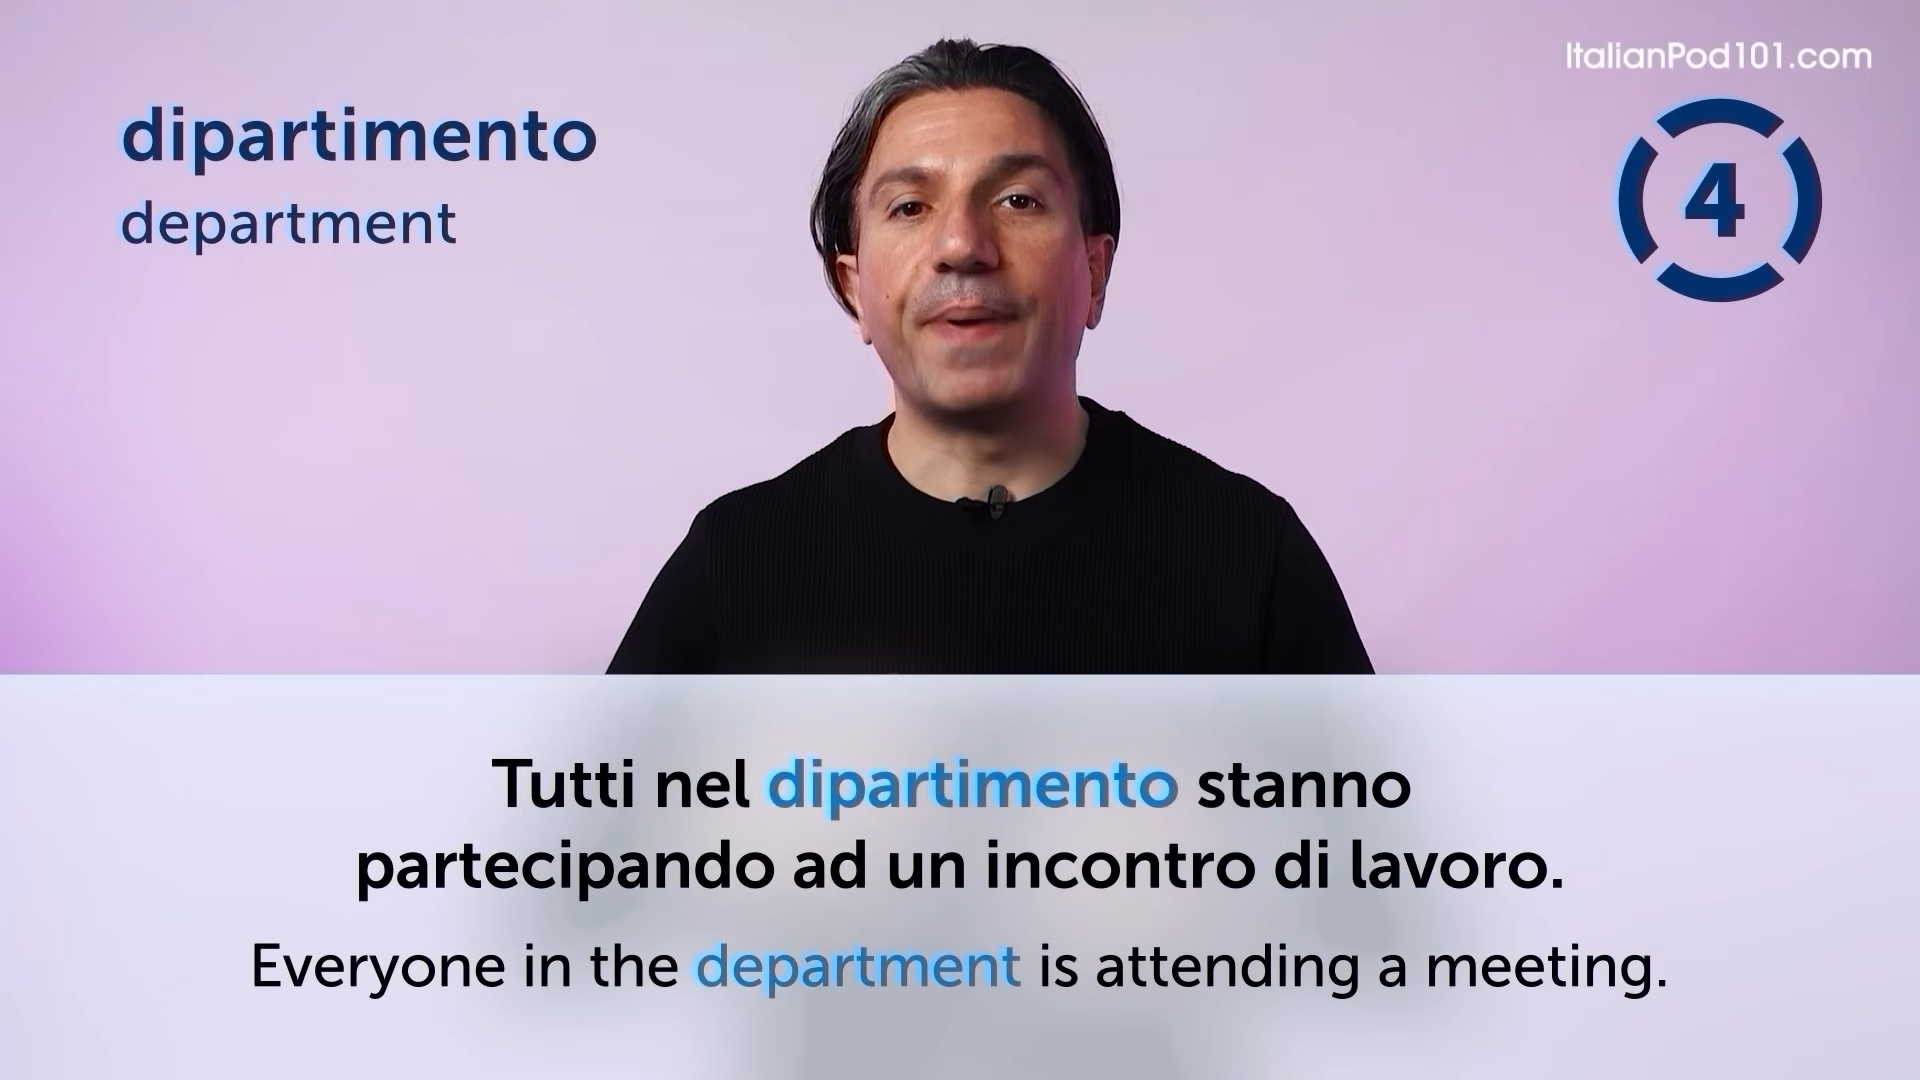 ItalianPod101.com
dipartimento
department
4
Tutti nel dipartimento stanno
partecipando ad un incontro di lavoro.
Everyone in the department is attending a meeting.